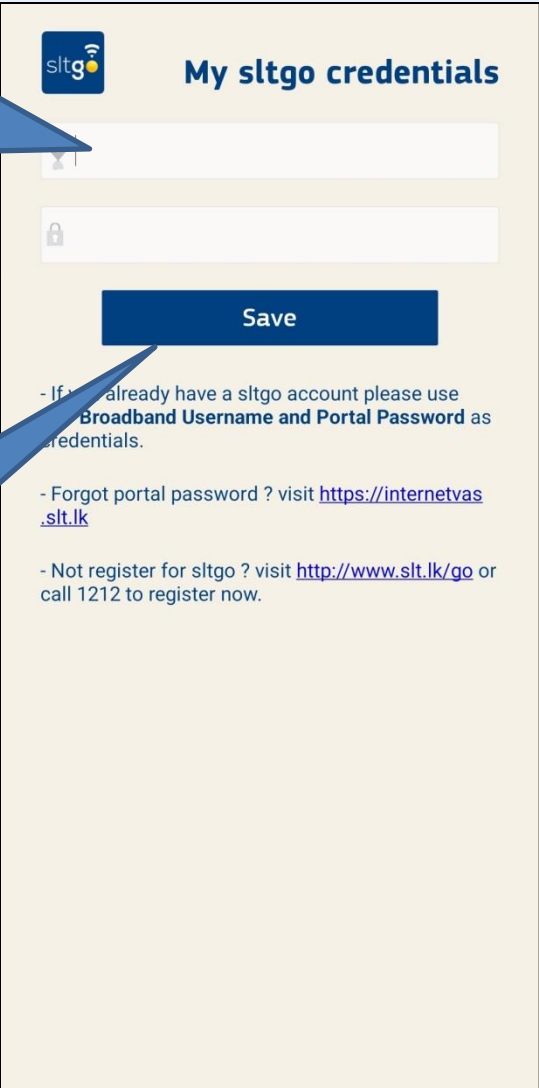 sltgo
My sltgo credentials
Save
- If already have a sltgo account please use
Broadband Username and Portal Password as
credentials.
- Forgot portal password ? visit https://internetvas
.slt.lk
- Not register for sltgo ? visit http://www.slt.lk/go or
call 1212 to register now.